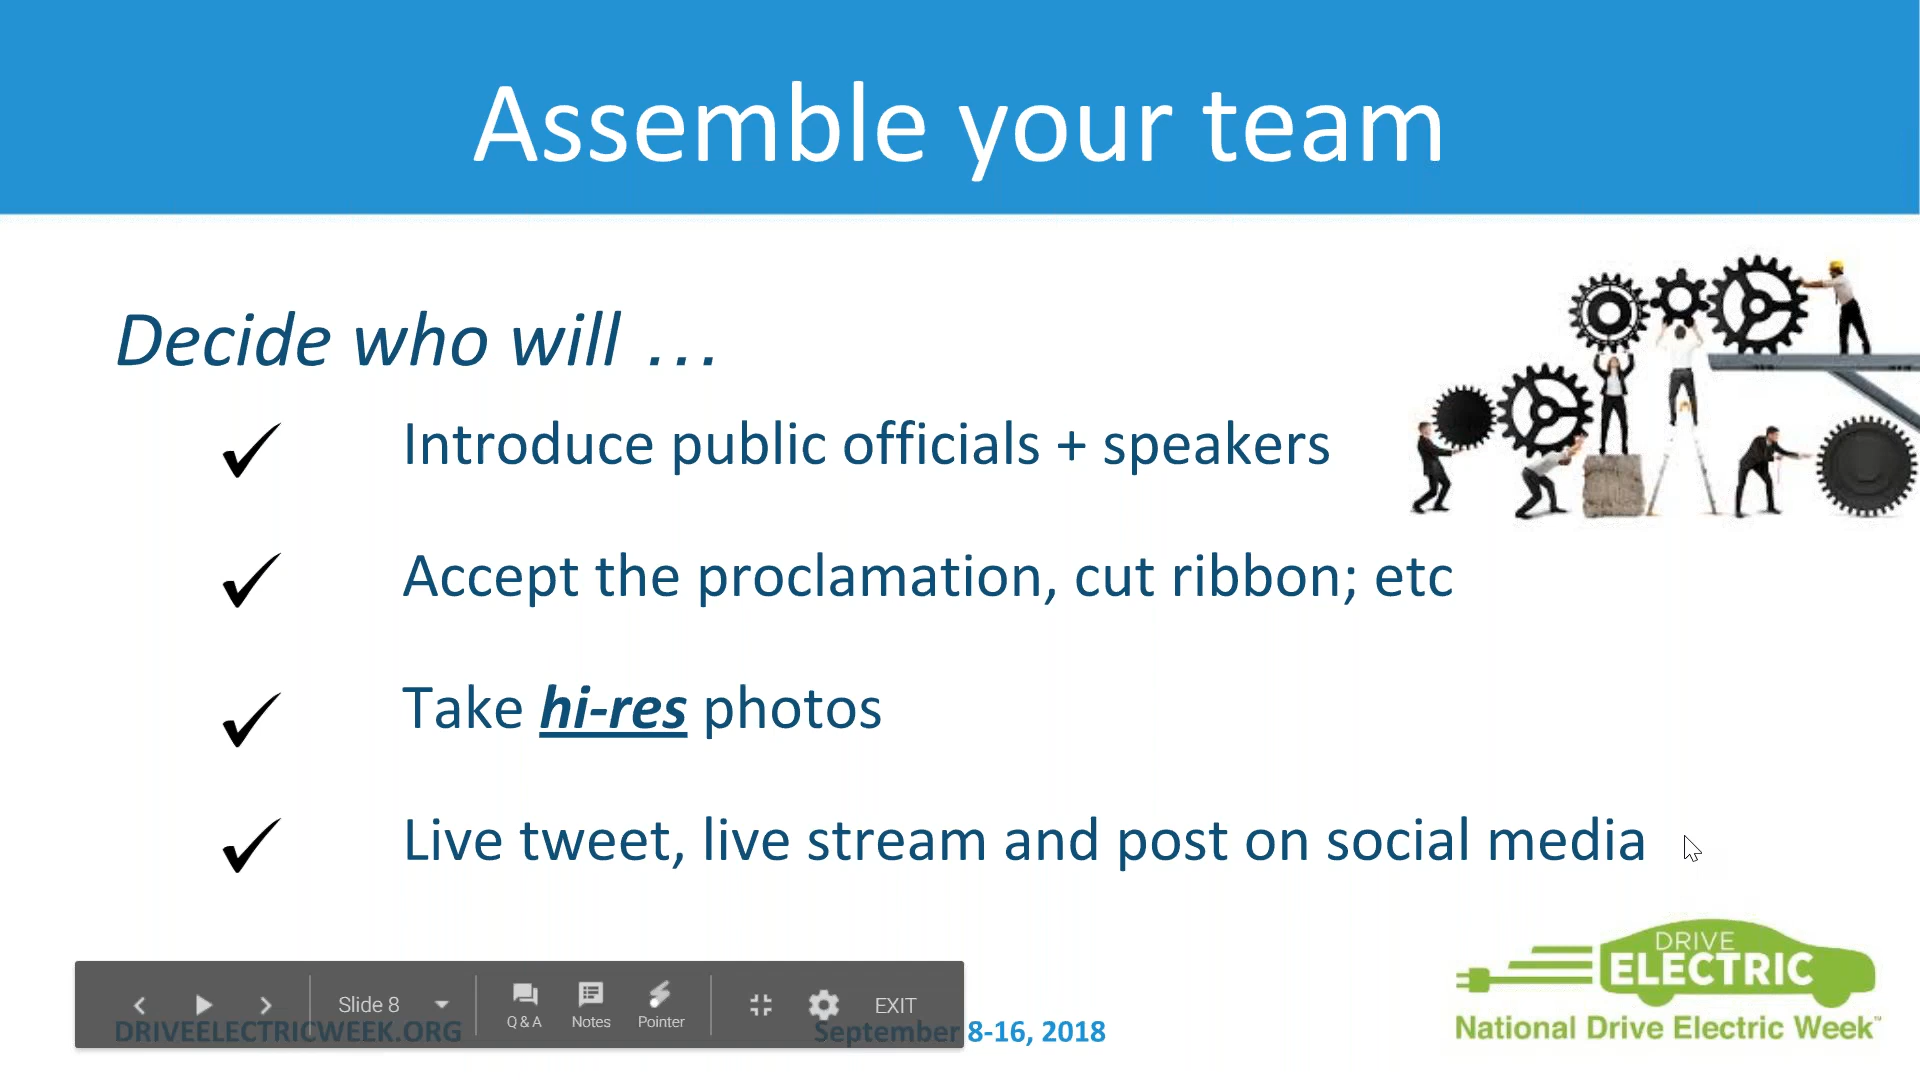 Assemble your team
Decide who will …
Introduce public officials + speakers
Accept the proclamation, cut ribbon; etc
Take hi-res photos
Live tweet, live stream and post on social media
DRIVE
ELECTRIC
National Drive Electric Week™
Slide 8
Q & A
Notes
Pointer
EXIT
DRIVEELECTRICWEEK.ORG
September 8-16, 2018